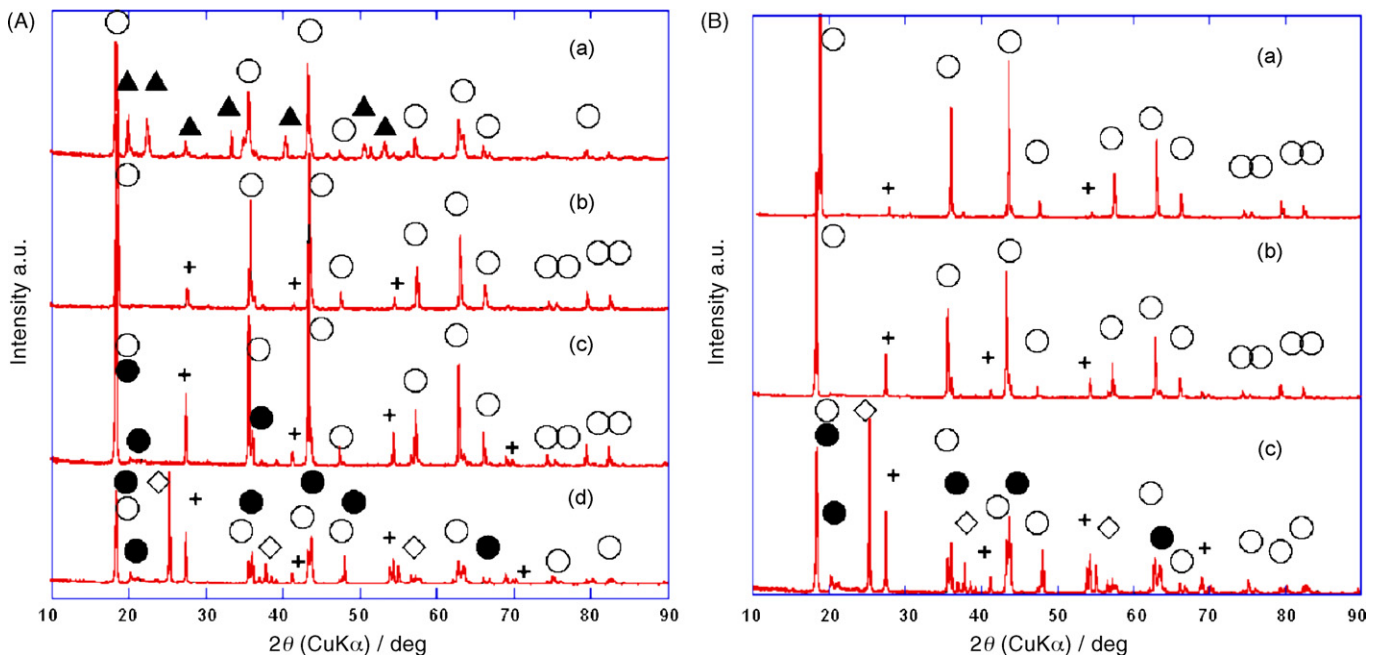 (A)
(a)
(b)
(c)
(d)
Intensity a.u.
10 20 30 40 50 60 70 80 90
2θ (CuKα) / deg
(B)
(a)
(b)
(c)
Intensity a.u.
10 20 30 40 50 60 70 80 90
2θ (CuKα) / deg